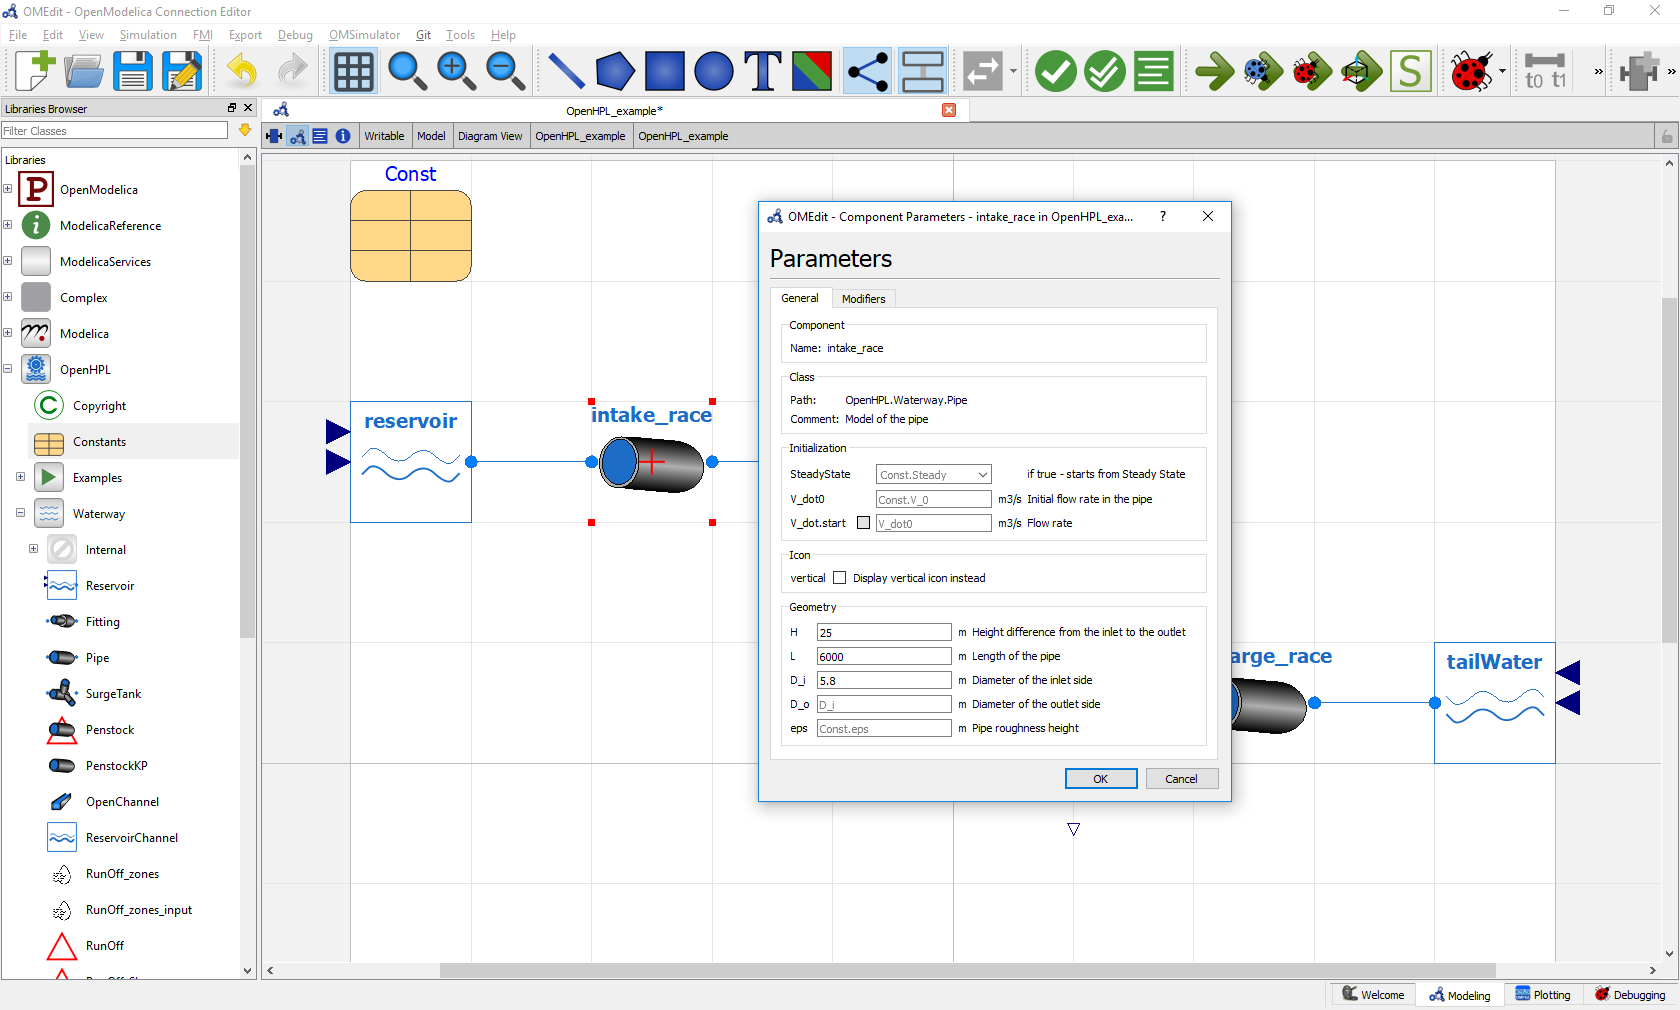 OMEdit - OpenModelica Connection Editor
File Edit View Simulation FMI Export Debug OMSimulator Git Tools Help
T
S
t0 t1
»
»
Libraries Browser
Filter Classes
Libraries
P OpenModelica
i ModelicaReference
ModelicaServices
Complex
Modelica
OpenHPL
C Copyright
Constants
Examples
Waterway
Internal
Reservoir
Fitting
Pipe
SurgeTank
Penstock
PenstockKP
OpenChannel
ReservoirChannel
RunOff_zones
RunOff_zones_input
RunOff
OpenHPL_example*
Writable Model Diagram View OpenHPL_example OpenHPL_example
Const
reservoir
intake_race
arge_race
tailWater
OMEdit - Component Parameters - intake_race in OpenHPL_exa... ?
Parameters
General Modifiers
Component
Name: intake_race
Class
Path: OpenHPL.Waterway.Pipe
Comment: Model of the pipe
Initialization
SteadyState Const.Steady if true - starts from Steady State
V_dot0 Const.V_0 m3/s Initial flow rate in the pipe
V_dot.start V_dot0 m3/s Flow rate
Icon
vertical Display vertical icon instead
Geometry
H 25 m Height difference from the inlet to the outlet
L 6000 m Length of the pipe
D_i 5.8 m Diameter of the inlet side
D_o D_i m Diameter of the outlet side
eps Const.eps m Pipe roughness height
OK Cancel
Welcome Modeling Plotting Debugging